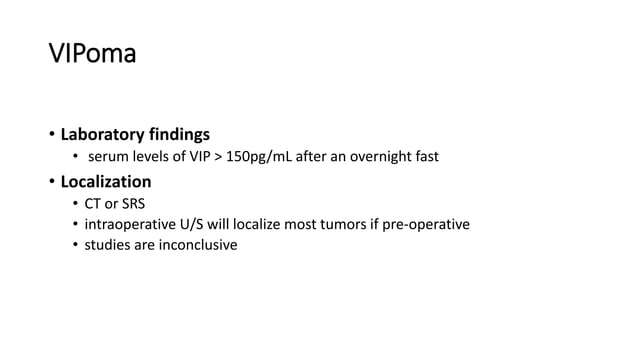 VIPoma
• Laboratory findings
• serum levels of VIP > 150pg/mL after an overnight fast
• Localization
• CT or SRS
• intraoperative U/S will localize most tumors if pre-operative
• studies are inconclusive